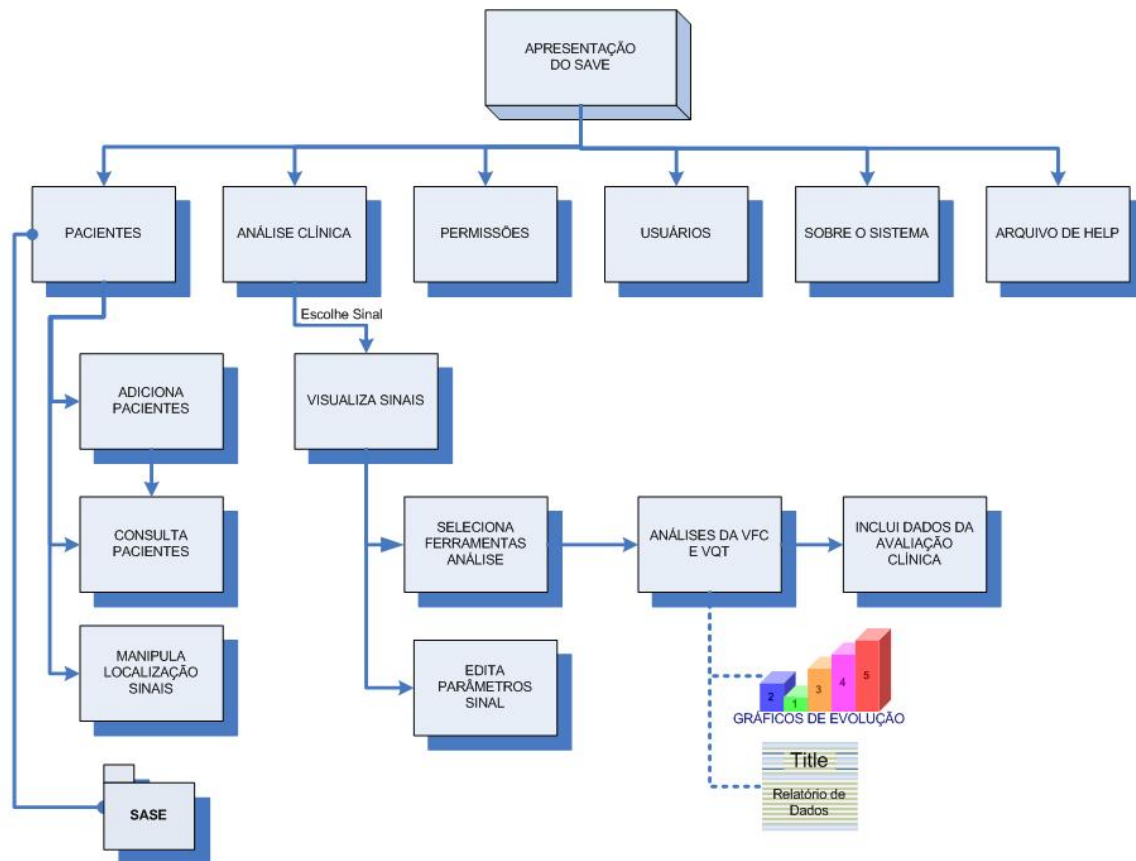 APRESENTAÇÃO
DO SAVE
PACIENTES
ANÁLISE CLÍNICA
PERMISSÕES
USUÁRIOS
SOBRE O SISTEMA
ARQUIVO DE HELP
Escolhe Sinal
ADICIONA
PACIENTES
VISUALIZA SINAIS
CONSULTA
PACIENTES
SELECIONA
FERRAMENTAS
ANÁLISE
ANÁLISES DA VFC
E VQT
INCLUI DADOS DA
AVALIAÇÃO
CLÍNICA
MANIPULA
LOCALIZAÇÃO
SINAIS
EDITA
PARÂMETROS
SINAL
2
1
3
4
5
GRÁFICOS DE EVOLUÇÃO
Title
Relatório de
Dados
SASE